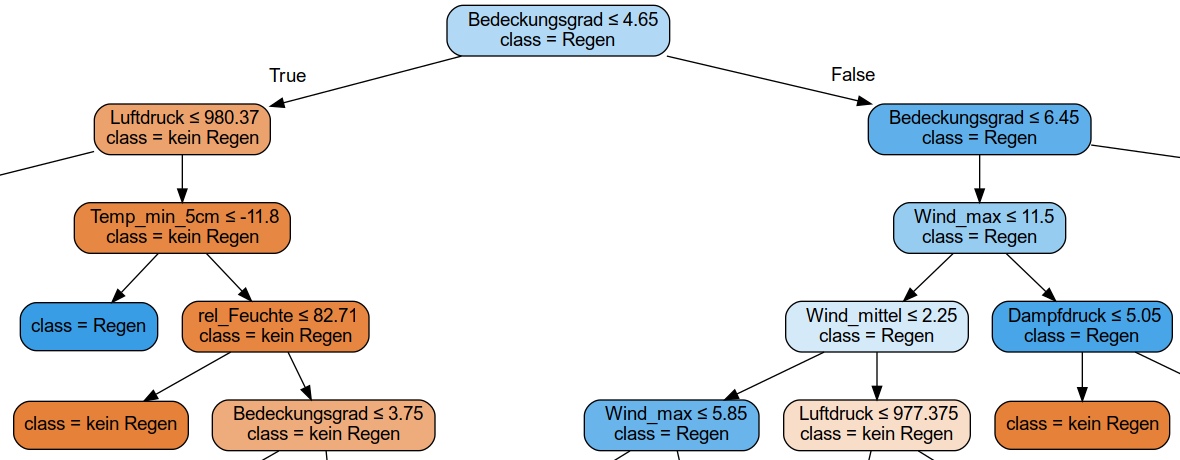 Bedeckungsgrad ≤ 4.65
class = Regen
True
False
Luftdruck ≤ 980.37
class = kein Regen
Bedeckungsgrad ≤ 6.45
class = Regen
Temp_min_5cm ≤ -11.8
class = kein Regen
Wind_max ≤ 11.5
class = Regen
class = Regen
rel_Feuchte ≤ 82.71
class = kein Regen
Wind_mittel ≤ 2.25
class = Regen
Dampfdruck ≤ 5.05
class = Regen
class = kein Regen
Bedeckungsgrad ≤ 3.75
class = kein Regen
Wind_max ≤ 5.85
class = Regen
Luftdruck ≤ 977.375
class = kein Regen
class = kein Regen